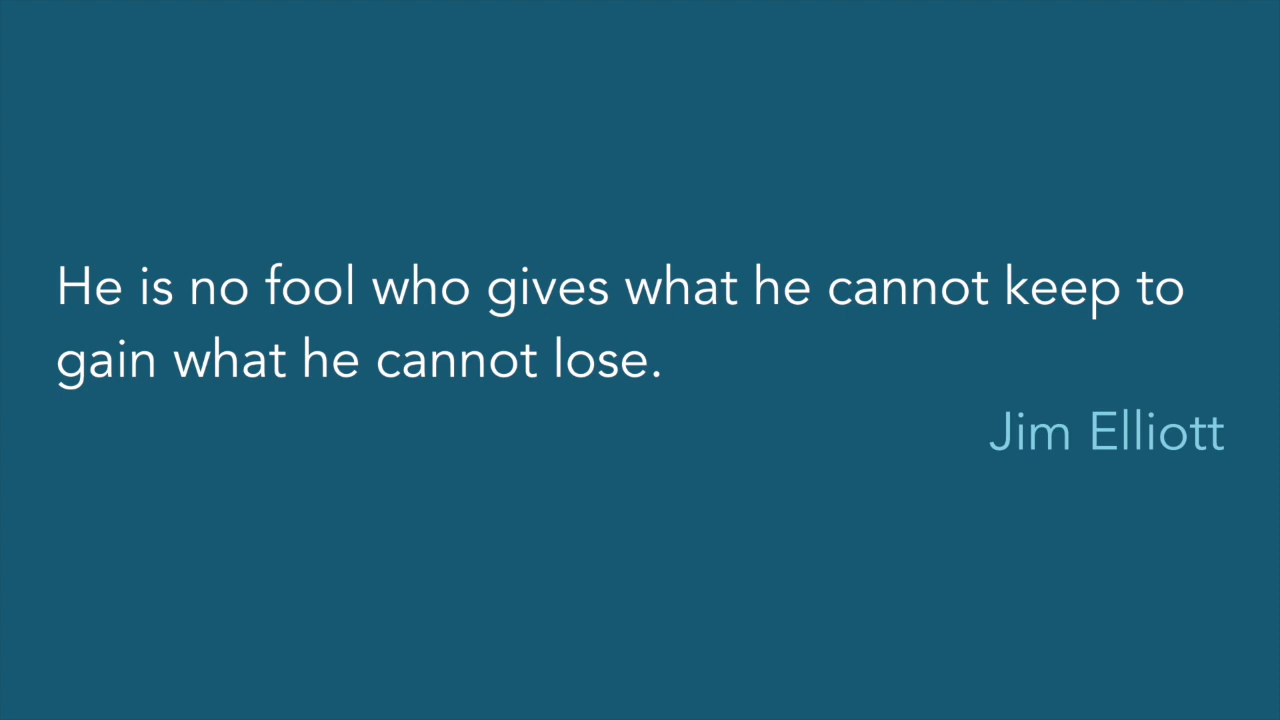 He is no fool who gives what he cannot keep to
gain what he cannot lose.
Jim Elliott